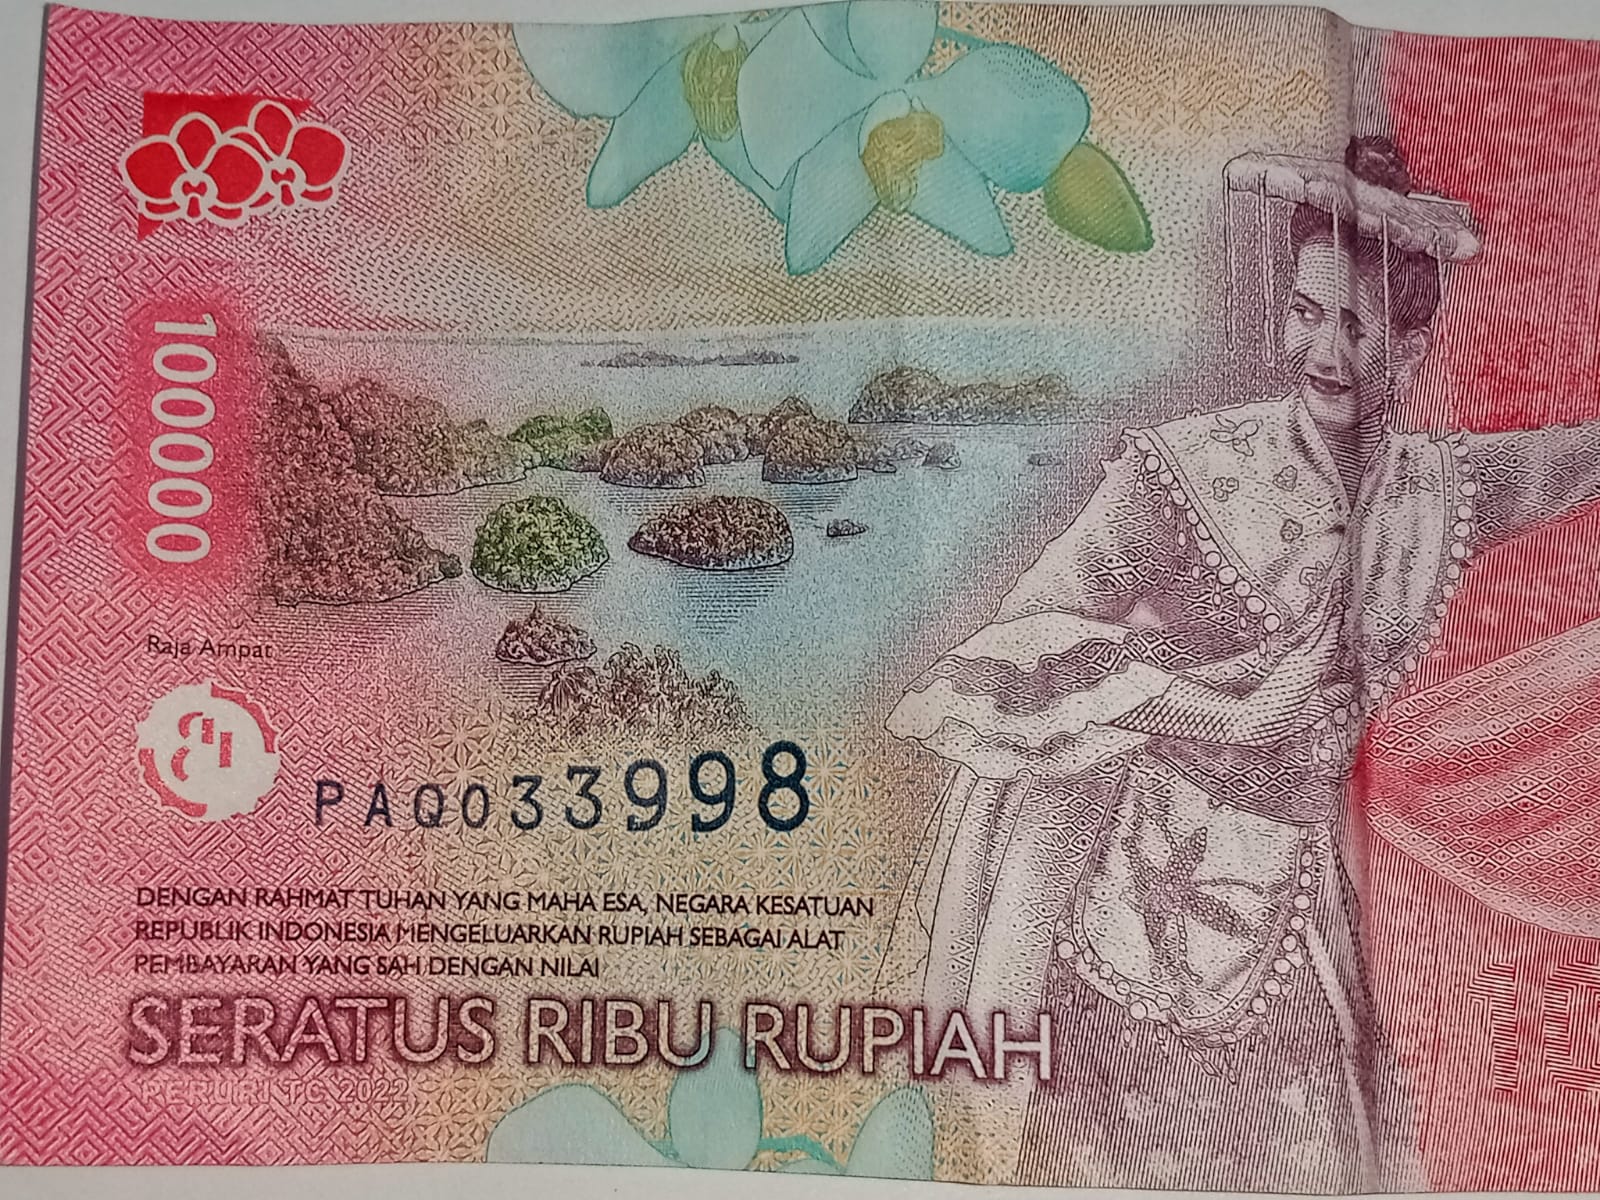 100000
Raja Ampat
PAQ033998
DENGAN RAHMAT TUHAN YANG MAHA ESA, NEGARA KESATUAN
REPUBLIK INDONESIA MENGELUARKAN RUPIAH SEBAGAI ALAT
PEMBAYARAN YANG SAH DENGAN NILAI
SERATUS RIBU RUPIAH
PERURI TC 2022